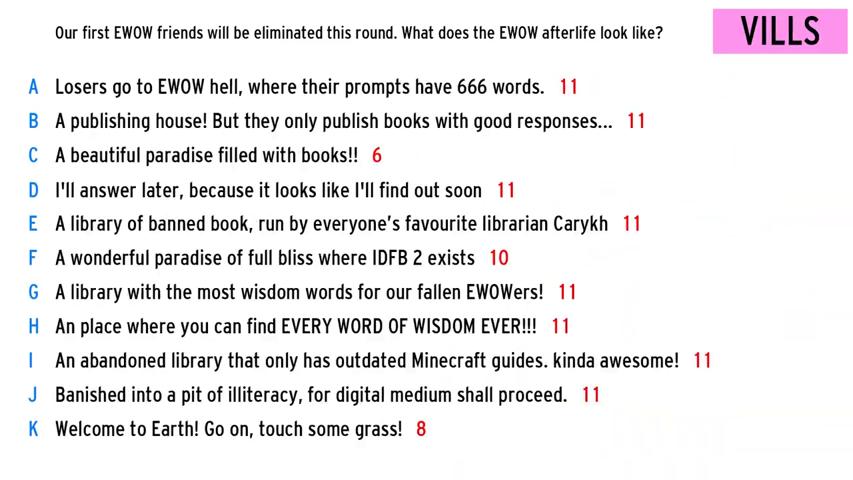 Our first EWOW friends will be eliminated this round. What does the EWOW afterlife look like?
VILLS
A Losers go to EWOW hell, where their prompts have 666 words. 11
B A publishing house! But they only publish books with good responses... 11
C A beautiful paradise filled with books!! 6
D I'll answer later, because it looks like I'll find out soon 11
E A library of banned book, run by everyone's favourite librarian Carykh 11
F A wonderful paradise of full bliss where IDFB 2 exists 10
G A library with the most wisdom words for our fallen EWOWers! 11
H An place where you can find EVERY WORD OF WISDOM EVER!!! 11
I An abandoned library that only has outdated Minecraft guides. kinda awesome! 11
J Banished into a pit of illiteracy, for digital medium shall proceed. 11
K Welcome to Earth! Go on, touch some grass! 8